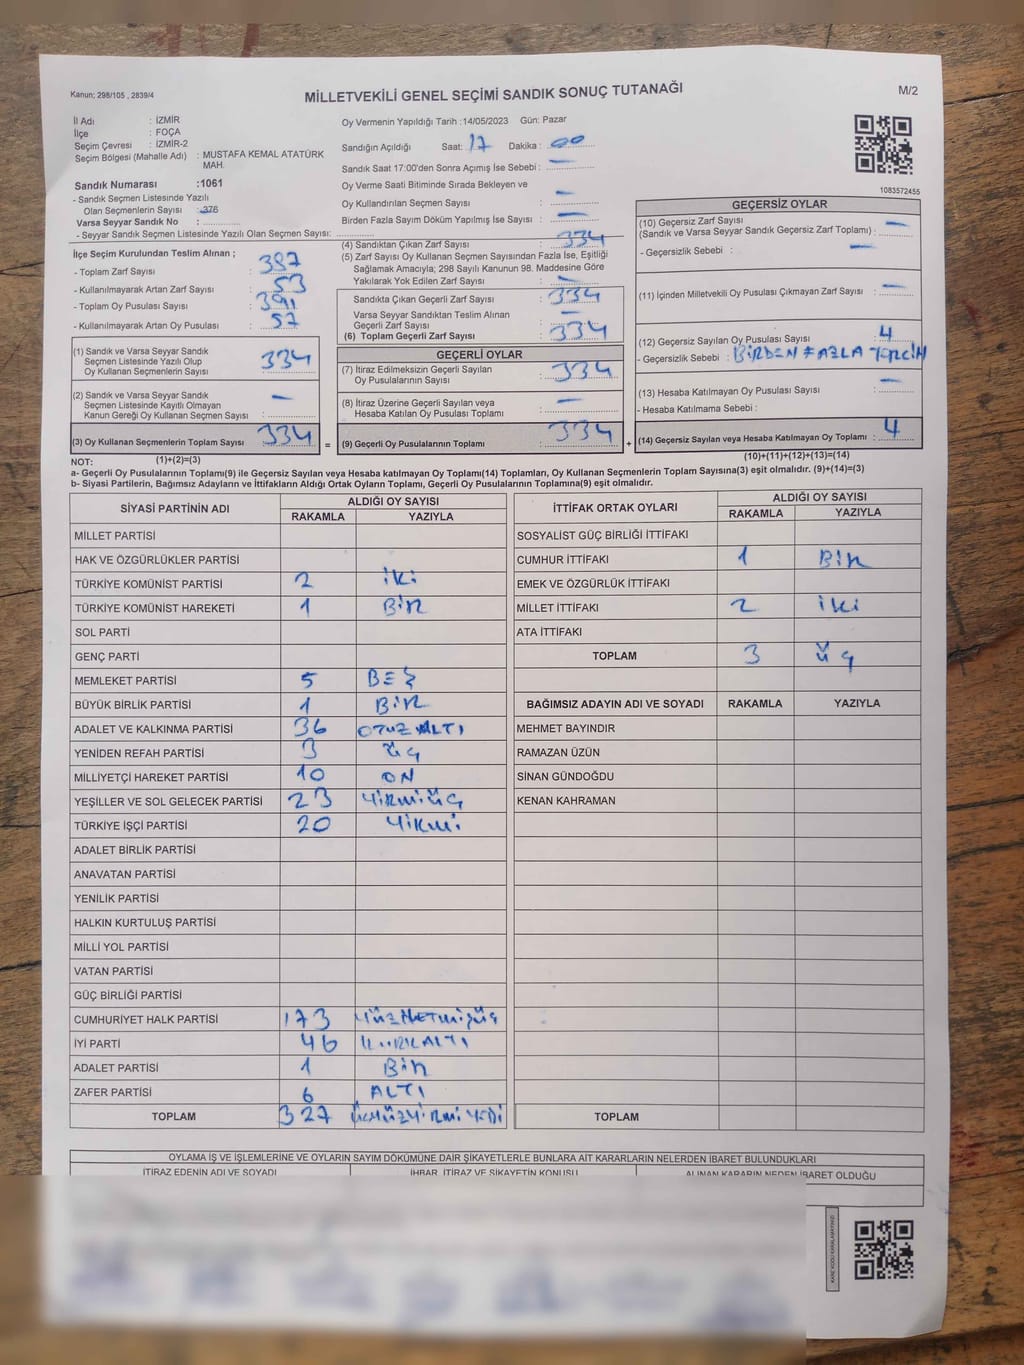 Kanun; 298/105 , 2839/4
MİLLETVEKİLİ GENEL SEÇİMİ SANDIK SONUÇ TUTANAĞI
M/2
İl Adı : İZMİR
İlçe : FOÇA
Seçim Çevresi : İZMİR-2
Seçim Bölgesi (Mahalle Adı) : MUSTAFA KEMAL ATATÜRK MAH.
Sandık Numarası :1061
- Sandık Seçmen Listesinde Yazılı
Olan Seçmenlerin Sayısı :376
Varsa Seyyar Sandık No :
- Seyyar Sandık Seçmen Listesinde Yazılı Olan Seçmen Sayısı:
Oy Vermenin Yapıldığı Tarih :14/05/2023 Gün: Pazar
Sandığın Açıldığı Saat: 17 Dakika : 00
Sandık Saat 17:00'den Sonra Açımış İse Sebebi : —
Oy Verme Saati Bitiminde Sırada Bekleyen ve
Oy Kullandırılan Seçmen Sayısı : —
Birden Fazla Sayım Döküm Yapılmış İse Sayısı : —
1083572455
İlçe Seçim Kurulundan Teslim Alınan ;
- Toplam Zarf Sayısı : 387
- Kullanılmayarak Artan Zarf Sayısı : 53
- Toplam Oy Pusulası Sayısı : 391
- Kullanılmayarak Artan Oy Pusulası : 57
(1) Sandık ve Varsa Seyyar Sandık
Seçmen Listesinde Yazılı Olup
Oy Kullanan Seçmenlerin Sayısı : 334
(2) Sandık ve Varsa Seyyar Sandık
Seçmen Listesinde Kayıtlı Olmayan
Kanun Gereği Oy Kullanan Seçmen Sayısı : —
(3) Oy Kullanan Seçmenlerin Toplam Sayısı : 334 =
(1)+(2)=(3)
(4) Sandıktan Çıkan Zarf Sayısı : 334
(5) Zarf Sayısı Oy Kullanan Seçmen Sayısından Fazla İse, Eşitliği
Sağlamak Amacıyla; 298 Sayılı Kanunun 98. Maddesine Göre
Yakılarak Yok Edilen Zarf Sayısı : —
Sandıkta Çıkan Geçerli Zarf Sayısı : 334
Varsa Seyyar Sandıktan Teslim Alınan
Geçerli Zarf Sayısı : —
(6) Toplam Geçerli Zarf Sayısı : 334
GEÇERLİ OYLAR
(7) İtiraz Edilmeksizin Geçerli Sayılan
Oy Pusulalarının Sayısı : 334
(8) İtiraz Üzerine Geçerli Sayılan veya
Hesaba Katılan Oy Pusulası Toplamı : —
(9) Geçerli Oy Pusulalarının Toplamı : 334 +
GEÇERSİZ OYLAR
(10) Geçersiz Zarf Sayısı
(Sandık ve Varsa Seyyar Sandık Geçersiz Zarf Toplamı) : —
- Geçersizlik Sebebi : —
(11) İçinden Milletvekili Oy Pusulası Çıkmayan Zarf Sayısı : —
(12) Geçersiz Sayılan Oy Pusulası Sayısı : 4
- Geçersizlik Sebebi : BİRDEN FAZLA TERCİH
(13) Hesaba Katılmayan Oy Pusulası Sayısı : —
- Hesaba Katılmama Sebebi :
(14) Geçersiz Sayılan veya Hesaba Katılmayan Oy Toplamı : 4
(10)+(11)+(12)+(13)=(14)
NOT:
a- Geçerli Oy Pusulalarının Toplamı(9) ile Geçersiz Sayılan veya Hesaba katılmayan Oy Toplamı(14) Toplamları, Oy Kullanan Seçmenlerin Toplam Sayısına(3) eşit olmalıdır. (9)+(14)=(3)
b- Siyasi Partilerin, Bağımsız Adayların ve İttifakların Aldığı Ortak Oyların Toplamı, Geçerli Oy Pusulalarının Toplamına(9) eşit olmalıdır.
SİYASİ PARTİNİN ADI ALDIĞI OY SAYISI
RAKAMLA YAZIYLA
MİLLET PARTİSİ
HAK VE ÖZGÜRLÜKLER PARTİSİ
TÜRKİYE KOMÜNİST PARTİSİ 2 İKİ
TÜRKİYE KOMÜNİST HAREKETİ 1 BİR
SOL PARTİ
GENÇ PARTİ
MEMLEKET PARTİSİ 5 BEŞ
BÜYÜK BİRLİK PARTİSİ 1 BİR
ADALET VE KALKINMA PARTİSİ 36 OTUZ ALTI
YENİDEN REFAH PARTİSİ 3 ÜÇ
MİLLİYETÇİ HAREKET PARTİSİ 10 ON
YEŞİLLER VE SOL GELECEK PARTİSİ 23 YİRMİÜÇ
TÜRKİYE İŞÇİ PARTİSİ 20 YİRMİ
ADALET BİRLİK PARTİSİ
ANAVATAN PARTİSİ
YENİLİK PARTİSİ
HALKIN KURTULUŞ PARTİSİ
MİLLİ YOL PARTİSİ
VATAN PARTİSİ
GÜÇ BİRLİĞİ PARTİSİ
CUMHURİYET HALK PARTİSİ 173 YÜZYETMİŞÜÇ
İYİ PARTİ 46 KIRKALTI
ADALET PARTİSİ 1 BİR
ZAFER PARTİSİ 6 ALTI
TOPLAM 327 ÜÇYÜZYİRMİ YEDİ
İTTİFAK ORTAK OYLARI ALDIĞI OY SAYISI
RAKAMLA YAZIYLA
SOSYALİST GÜÇ BİRLİĞİ İTTİFAKI
CUMHUR İTTİFAKI 1 BİR
EMEK VE ÖZGÜRLÜK İTTİFAKI
MİLLET İTTİFAKI 2 İKİ
ATA İTTİFAKI
TOPLAM 3 ÜÇ
BAĞIMSIZ ADAYIN ADI VE SOYADI RAKAMLA YAZIYLA
MEHMET BAYINDIR
RAMAZAN ÜZÜN
SİNAN GÜNDOĞDU
KENAN KAHRAMAN
TOPLAM
OYLAMA İŞ VE İŞLEMLERİNE VE OYLARIN SAYIM DÖKÜMÜNE DAİR ŞİKAYETLERLE BUNLARA AİT KARARLARIN NELERDEN İBARET BULUNDUKLARI
İTİRAZ EDENİN ADI VE SOYADI İHBAR, İTİRAZ VE ŞİKAYETİN KONUSU ALINAN KARARIN NEDEN İBARET OLDUĞU